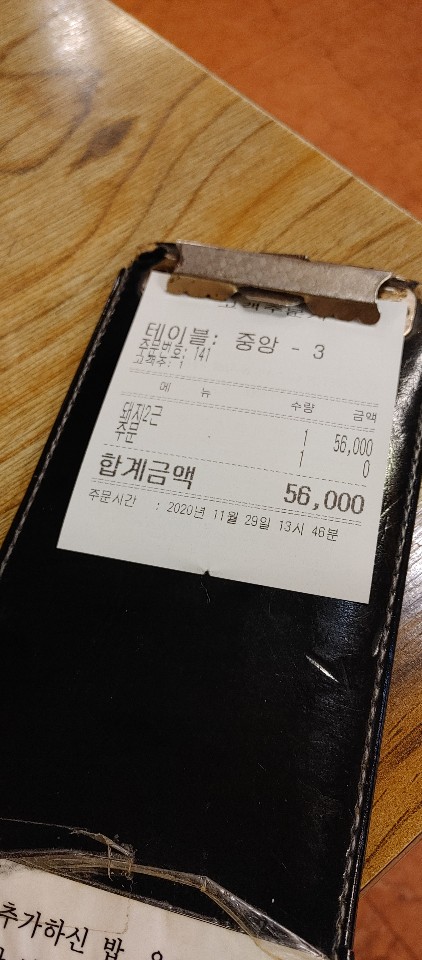 테이블: 중앙 - 3
주문번호: 141
고객수: 1
메 뉴 수량 금액
돼지2근 1 56,000
주문 1 0
합계금액 56,000
주문시간 : 2020년 11월 29일 13시 46분
추가하신 밥